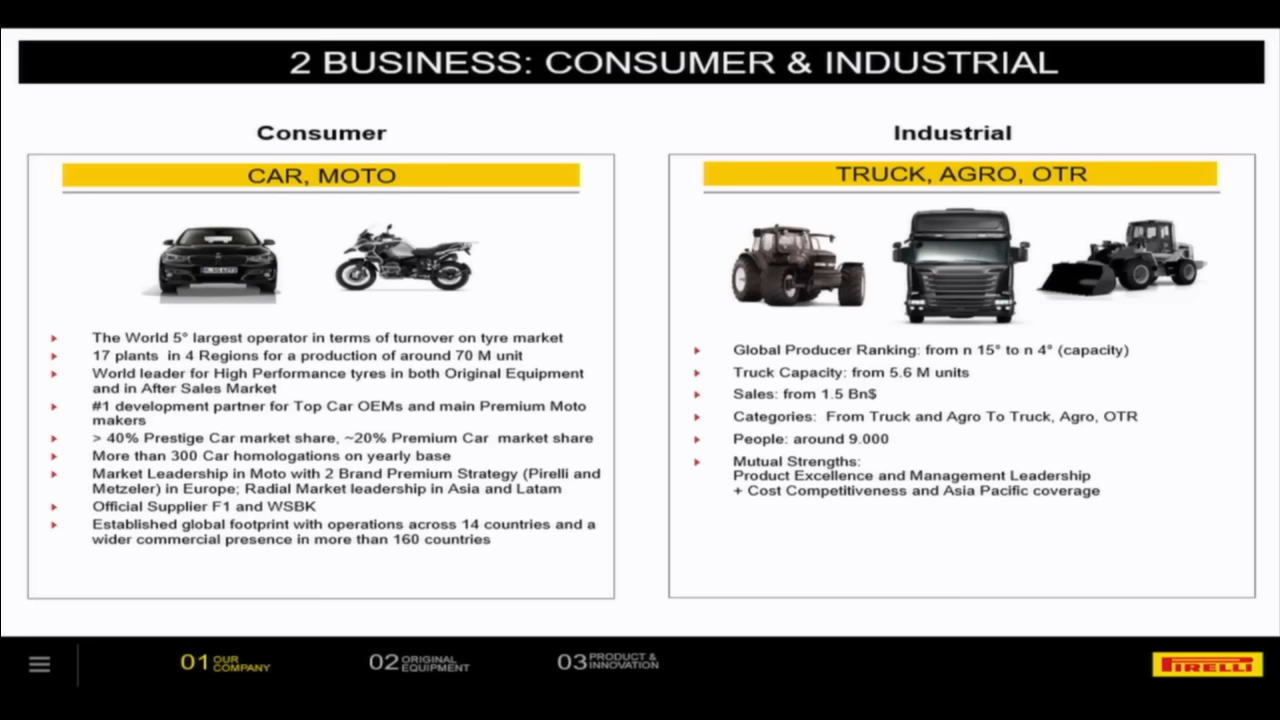 2 BUSINESS: CONSUMER & INDUSTRIAL
Consumer
CAR, MOTO
The World 5° largest operator in terms of turnover on tyre market
17 plants in 4 Regions for a production of around 70 M unit
World leader for High Performance tyres in both Original Equipment
and in After Sales Market
#1 development partner for Top Car OEMs and main Premium Moto
makers
> 40% Prestige Car market share, ~20% Premium Car market share
More than 300 Car homologations on yearly base
Market Leadership in Moto with 2 Brand Premium Strategy (Pirelli and
Metzeler) in Europe; Radial Market leadership in Asia and Latam
Official Supplier F1 and WSBK
Established global footprint with operations across 14 countries and a
wider commercial presence in more than 160 countries
Industrial
TRUCK, AGRO, OTR
Global Producer Ranking: from n 15° to n 4° (capacity)
Truck Capacity: from 5.6 M units
Sales: from 1.5 Bn$
Categories: From Truck and Agro To Truck, Agro, OTR
People: around 9.000
Mutual Strengths:
Product Excellence and Management Leadership
+ Cost Competitiveness and Asia Pacific coverage
01 OUR
COMPANY
02 ORIGINAL
EQUIPMENT
03 PRODUCT &
INNOVATION
PIRELLI